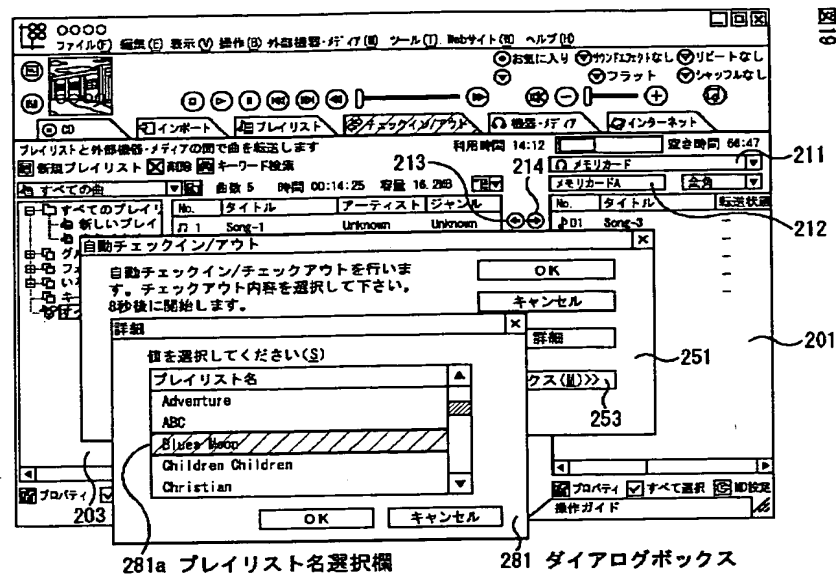 図19
○○○○
ファイル(F) 編集(E) 表示(V) 操作(B) 外部機器・メディア(M) ツール(T) Webサイト(W) ヘルプ(H)
お気に入り サウンドエフェクトなし リピートなし
フラット シャッフルなし
CD インポート プレイリスト チェックイン/アウト 機器・メディア インターネット
プレイリストと外部機器・メディアの間で曲を転送します 利用時間 14:12 空き時間 56:47
新規プレイリスト 削除 キーワード検索 213 214 メモリカード 211
すべての曲 曲数 5 時間 00:14:25 容量 16.2MB メモリカードA 全角
212
すべてのプレイリ No. タイトル アーティスト ジャンル No. タイトル 転送状態
新しいプレイ 1 Song-1 Unknown Unknown 01 Song-3
自動チェックイン/アウト
自動チェックイン/チェックアウトを行いま
す。チェックアウト内容を選択して下さい。
8秒後に開始します。
OK
キャンセル
詳細
クス(M)>>
251
253
201
詳細
値を選択してください(S)
プレイリスト名
Adventure
ABC
Blues Moon
Children Children
Christian
OK キャンセル
プロパティ
203
プロパティ すべて選択 MD設定
操作ガイド
281a プレイリスト名選択欄 281 ダイアログボックス